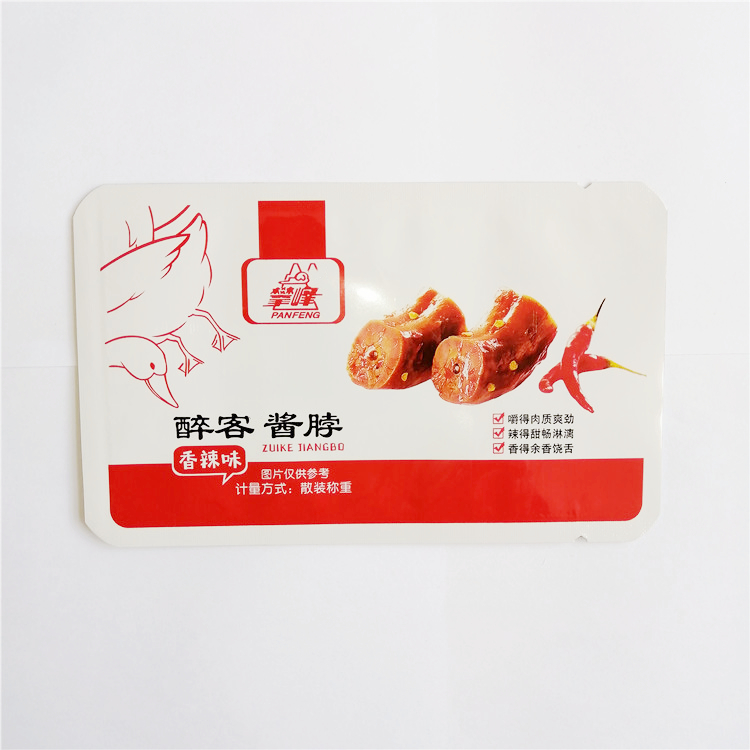 攀峰
PANFENG
醉客 酱脖
ZUIKE JIANGBO
香辣味
图片仅供参考
计量方式：散装称重
嚼得肉质爽劲
辣得甜畅淋漓
香得余香饶舌